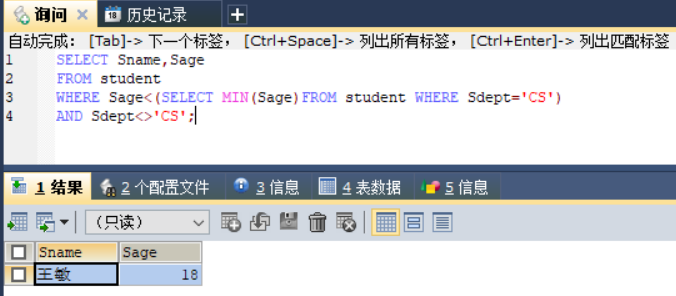 询问 历史记录
自动完成: [Tab]-> 下一个标签, [Ctrl+Space]-> 列出所有标签, [Ctrl+Enter]-> 列出匹配标签
1 SELECT Sname,Sage
2 FROM student
3 WHERE Sage<(SELECT MIN(Sage)FROM student WHERE Sdept='CS')
4 AND Sdept<>'CS';
1 结果 2 个配置文件 3 信息 4 表数据 5 信息
(只读)
Sname Sage
王敏 18